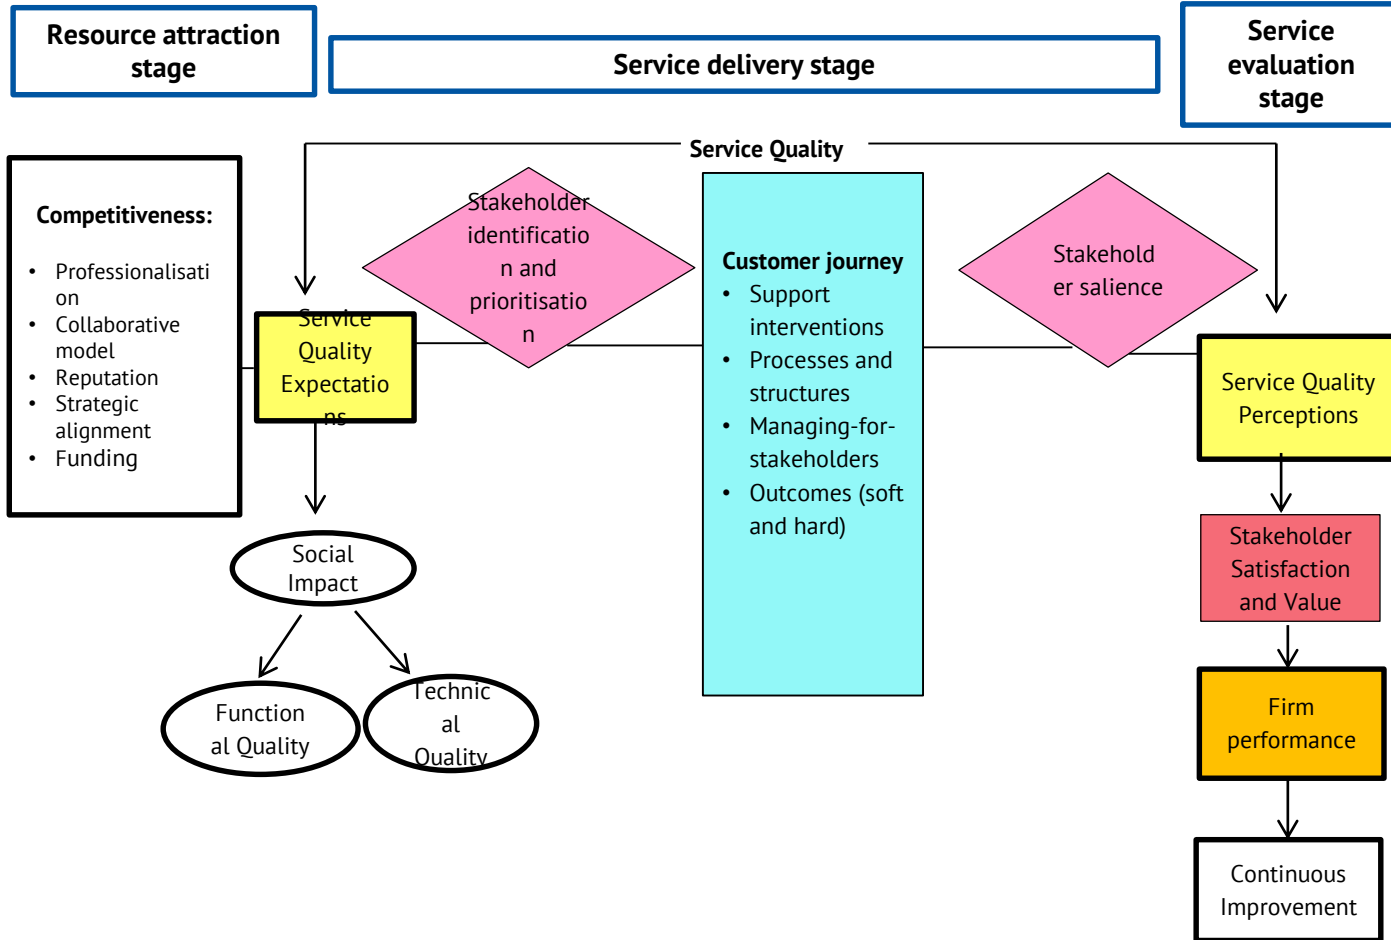 Resource attraction
stage
Service delivery stage
Service
evaluation
stage
Service Quality
Competitiveness:
• Professionalisati
on
• Collaborative
model
• Reputation
• Strategic
alignment
• Funding
Service
Quality
Expectatio
ns
Stakeholder
identificatio
n and
prioritisatio
n
Customer journey
• Support
interventions
• Processes and
structures
• Managing-for-
stakeholders
• Outcomes (soft
and hard)
Stakehold
er salience
Service Quality
Perceptions
Social
Impact
Function
al Quality
Technic
al
Quality
Stakeholder
Satisfaction
and Value
Firm
performance
Continuous
Improvement